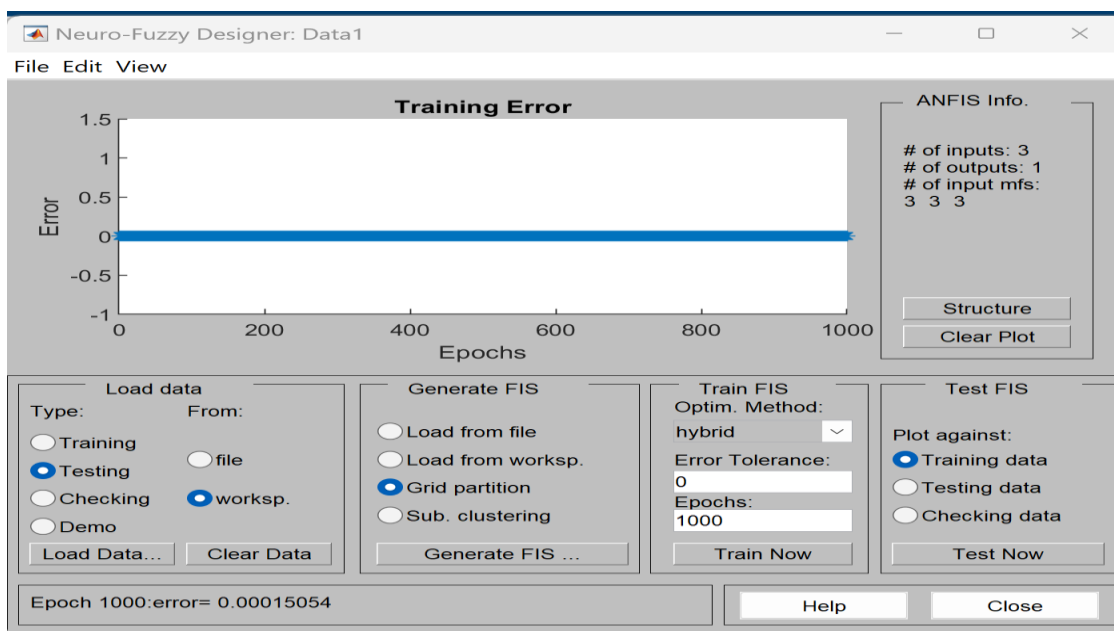 Neuro-Fuzzy Designer: Data1
File Edit View
Training Error
1.5
1
0.5
0
-0.5
-1
Error
0 200 400 600 800 1000
Epochs
ANFIS Info.
# of inputs: 3
# of outputs: 1
# of input mfs:
3 3 3
Structure
Clear Plot
Load data
Type: From:
Training
Testing
Checking
Demo
file
worksp.
Load Data...
Clear Data
Generate FIS
Load from file
Load from worksp.
Grid partition
Sub. clustering
Generate FIS ...
Train FIS
Optim. Method:
hybrid
Error Tolerance:
0
Epochs:
1000
Train Now
Test FIS
Plot against:
Training data
Testing data
Checking data
Test Now
Epoch 1000:error= 0.00015054
Help
Close